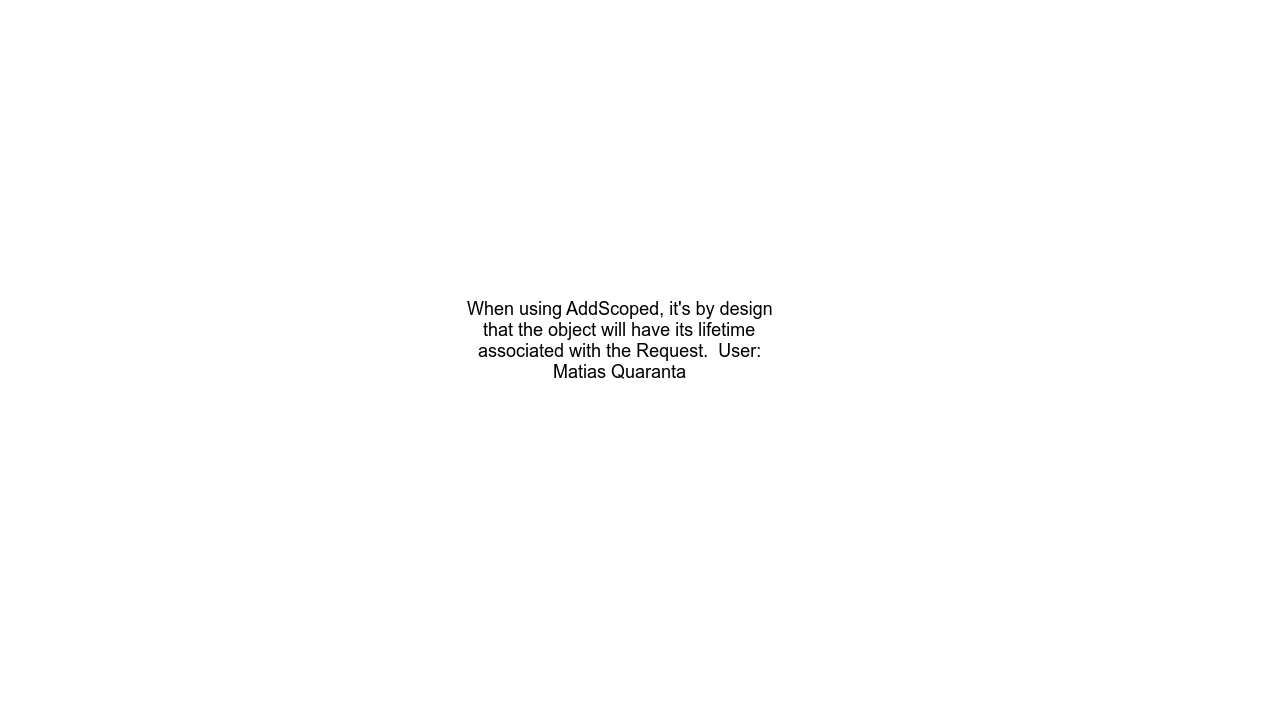 When using AddScoped, it's by design
that the object will have its lifetime
associated with the Request.  User:
Matias Quaranta